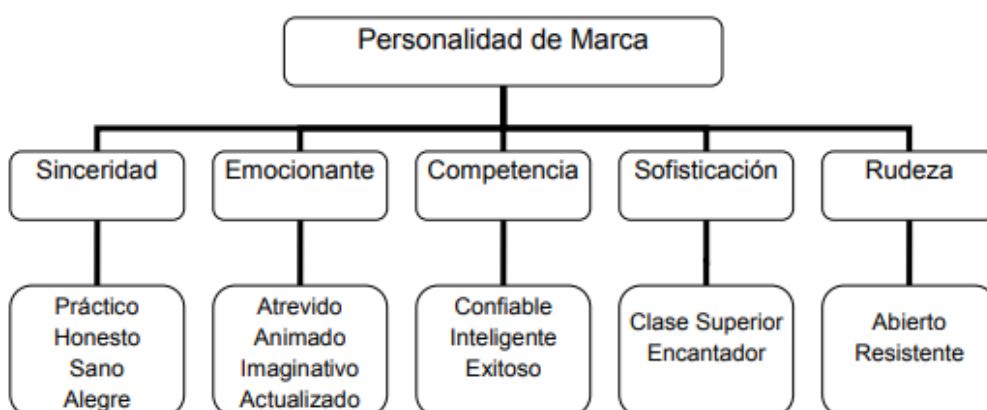 Personalidad de Marca
Sinceridad
Emocionante
Competencia
Sofisticación
Rudeza
Práctico
Honesto
Sano
Alegre
Atrevido
Animado
Imaginativo
Actualizado
Confiable
Inteligente
Exitoso
Clase Superior
Encantador
Abierto
Resistente